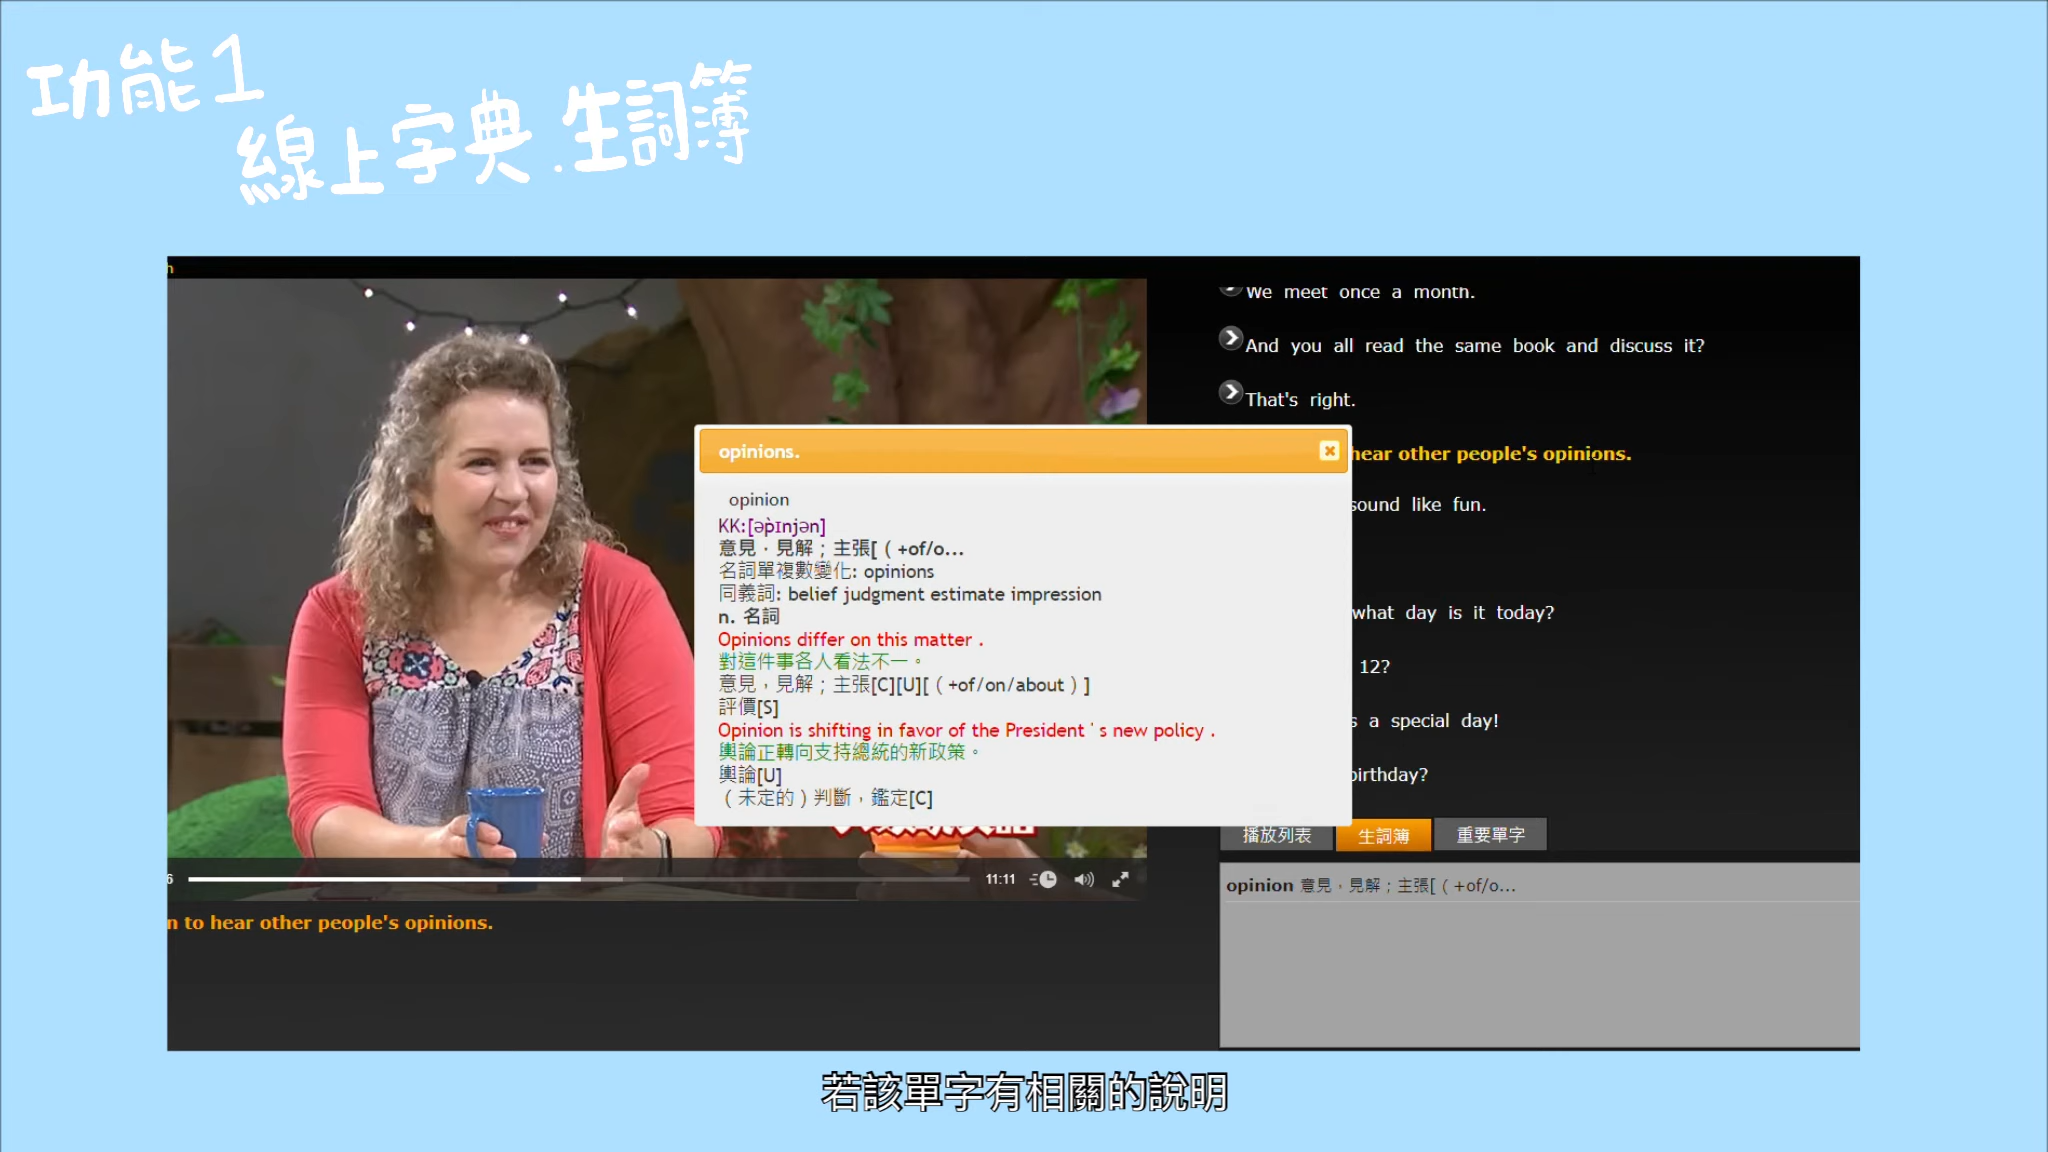 功能1
線上字典.生詞簿
We meet once a month.
And you all read the same book and discuss it?
That's right.
hear other people's opinions.
sound like fun.
what day is it today?
12?
s a special day!
birthday?
opinions.
opinion
KK:[əp̀ɪnjən]
意見，見解；主張[（+of/o...
名詞單複數變化: opinions
同義詞: belief judgment estimate impression
n. 名詞
Opinions differ on this matter .
對這件事各人看法不一。
意見，見解；主張[C][U][（+of/on/about）]
評價[S]
Opinion is shifting in favor of the President ' s new policy .
輿論正轉向支持總統的新政策。
輿論[U]
（未定的）判斷，鑑定[C]
11:11
n to hear other people's opinions.
播放列表 生詞簿 重要單字
opinion 意見，見解；主張[（+of/o...
若該單字有相關的說明